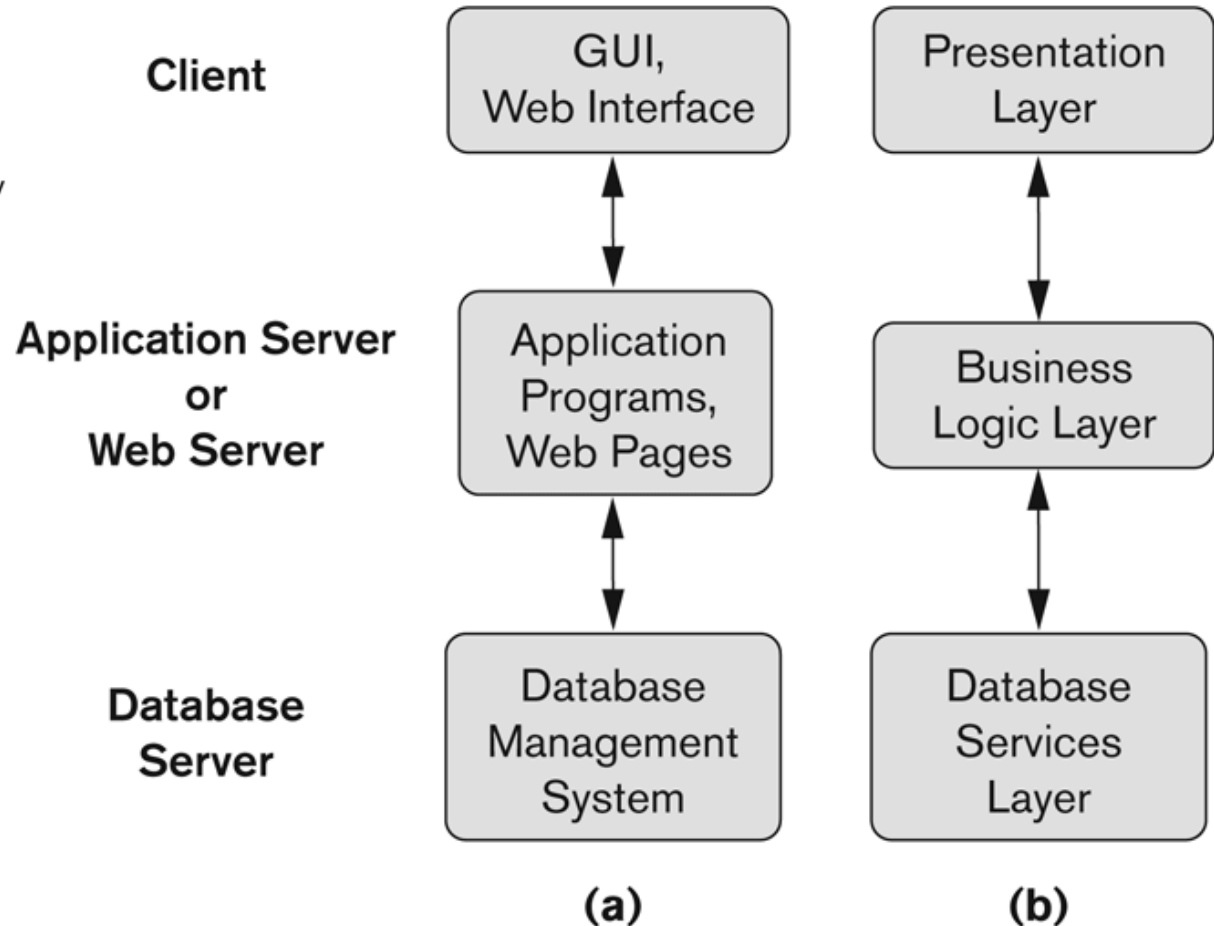 Client
GUI,
Web Interface
Presentation
Layer
Application Server
or
Web Server
Application
Programs,
Web Pages
Business
Logic Layer
Database
Server
Database
Management
System
Database
Services
Layer
(a)
(b)